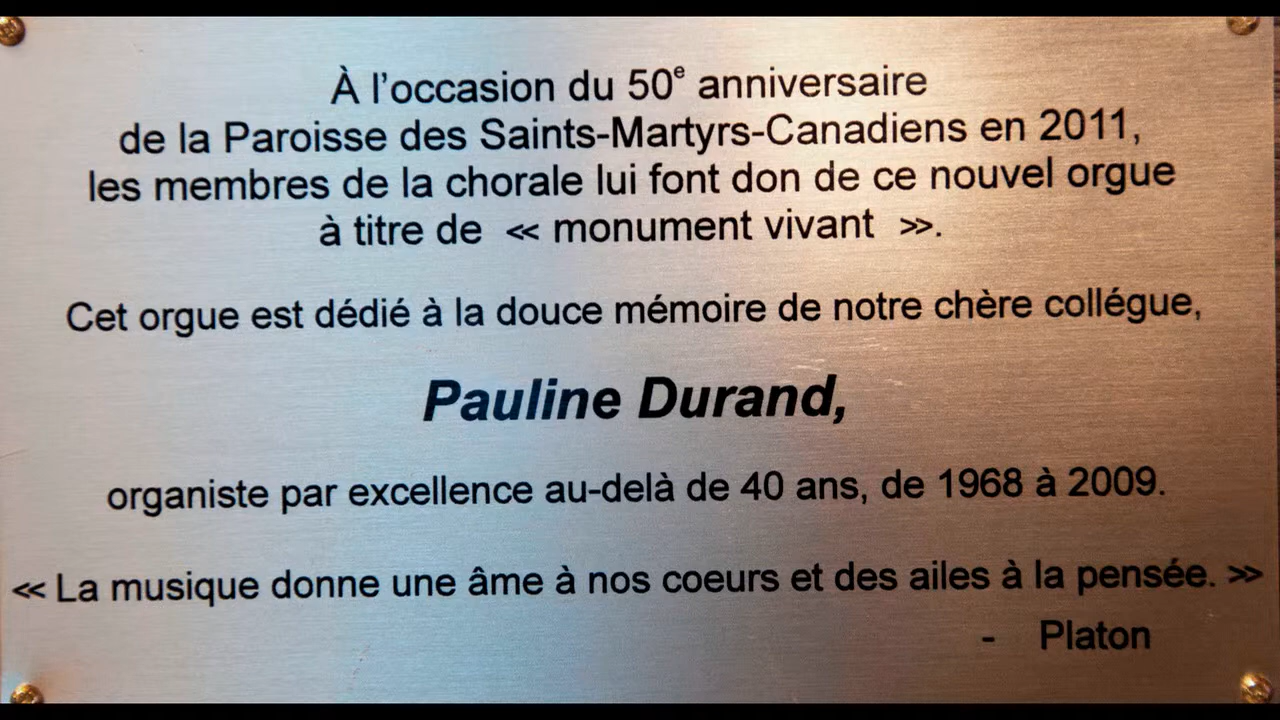 À l'occasion du 50e anniversaire
de la Paroisse des Saints-Martyrs-Canadiens en 2011,
les membres de la chorale lui font don de ce nouvel orgue
à titre de « monument vivant ».
Cet orgue est dédié à la douce mémoire de notre chère collégue,
Pauline Durand,
organiste par excellence au-delà de 40 ans, de 1968 à 2009.
« La musique donne une âme à nos coeurs et des ailes à la pensée. »
- Platon